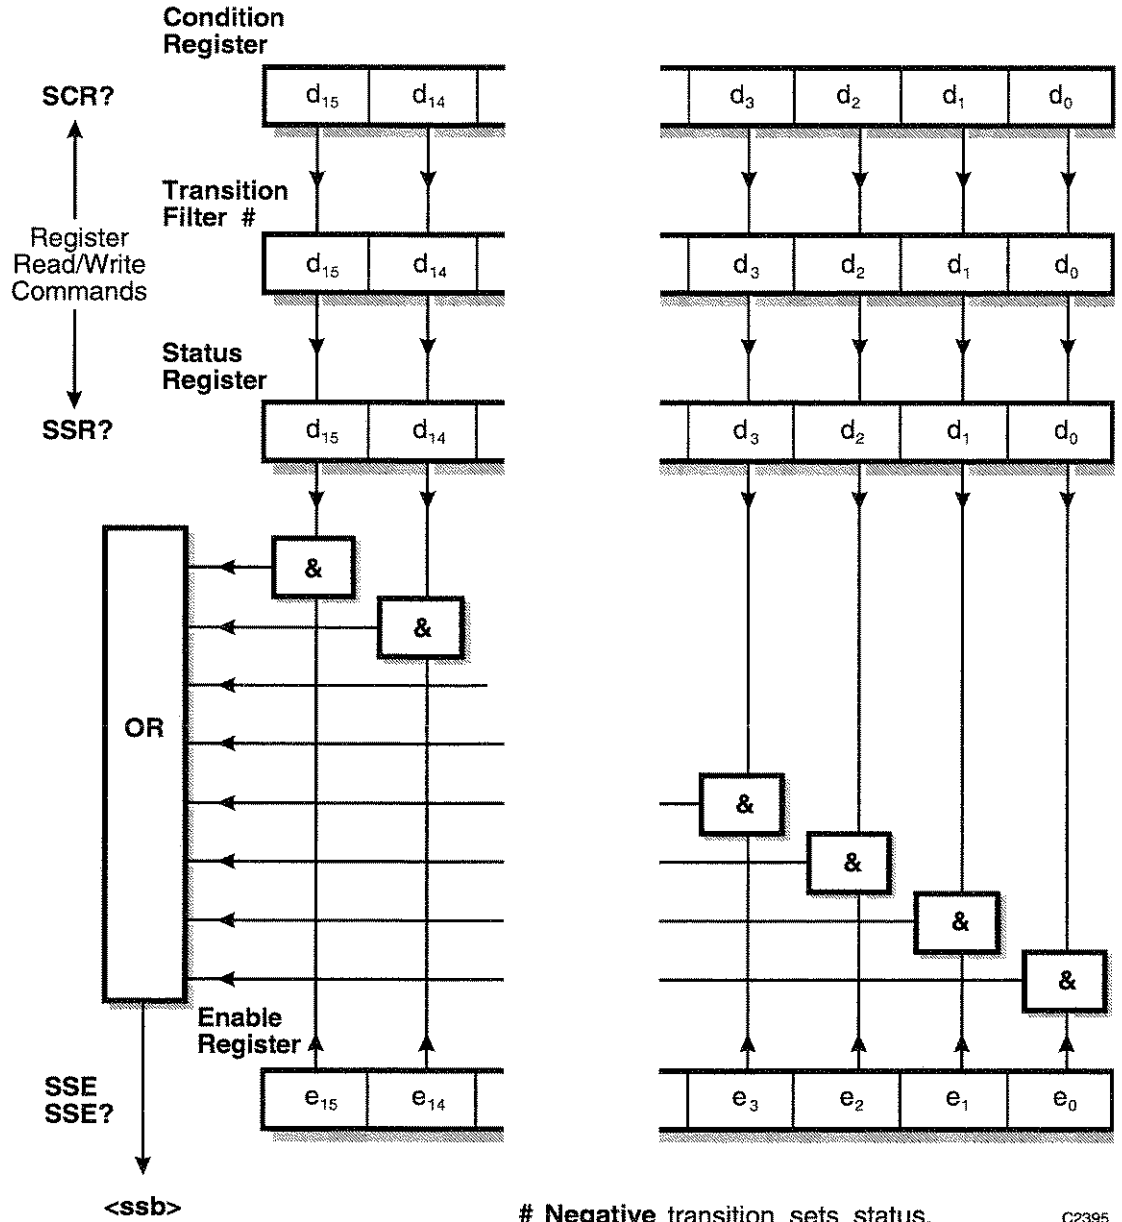 Condition
Register
SCR?
d15 d14 d3 d2 d1 d0
Transition
Filter #
Register
Read/Write
Commands
d15 d14 d3 d2 d1 d0
Status
Register
SSR?
d15 d14 d3 d2 d1 d0
&
&
OR
&
&
&
&
Enable
Register
SSE
SSE?
e15 e14 e3 e2 e1 e0
<ssb>
# Negative transition sets status.
C2395